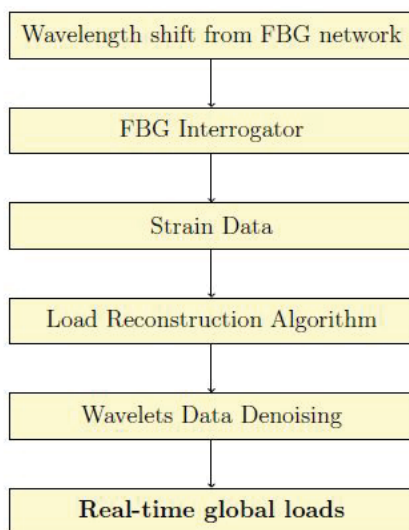 Wavelength shift from FBG network
FBG Interrogator
Strain Data
Load Reconstruction Algorithm
Wavelets Data Denoising
Real-time global loads